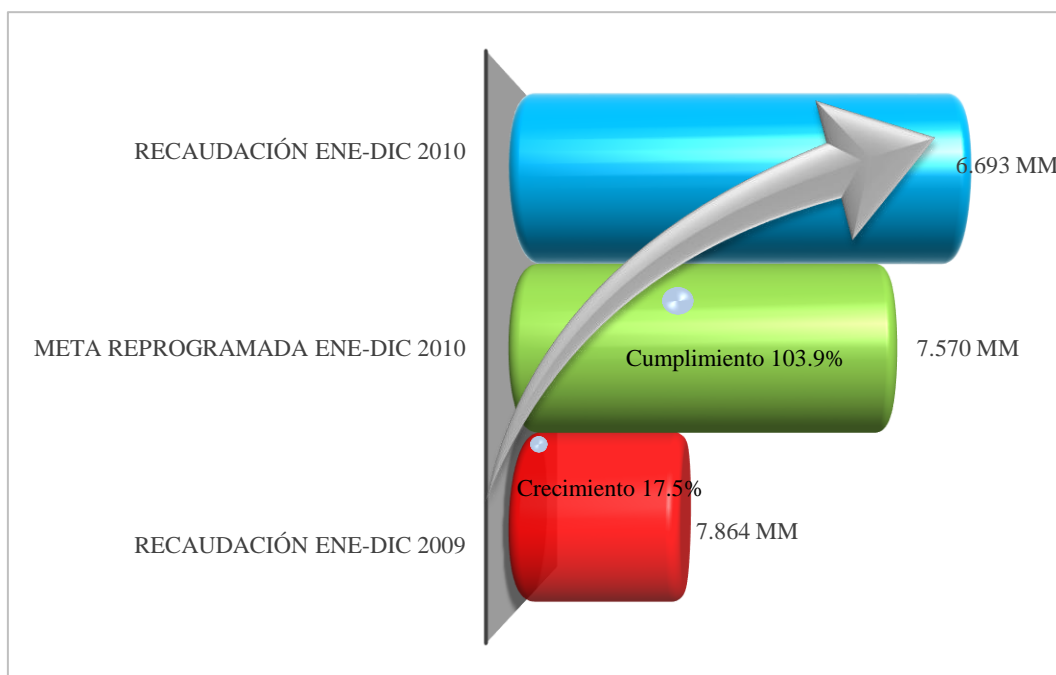 RECAUDACIÓN ENE-DIC 2010
6.693 MM
META REPROGRAMADA ENE-DIC 2010
Cumplimiento 103.9%
7.570 MM
Crecimiento 17.5%
RECAUDACIÓN ENE-DIC 2009
7.864 MM